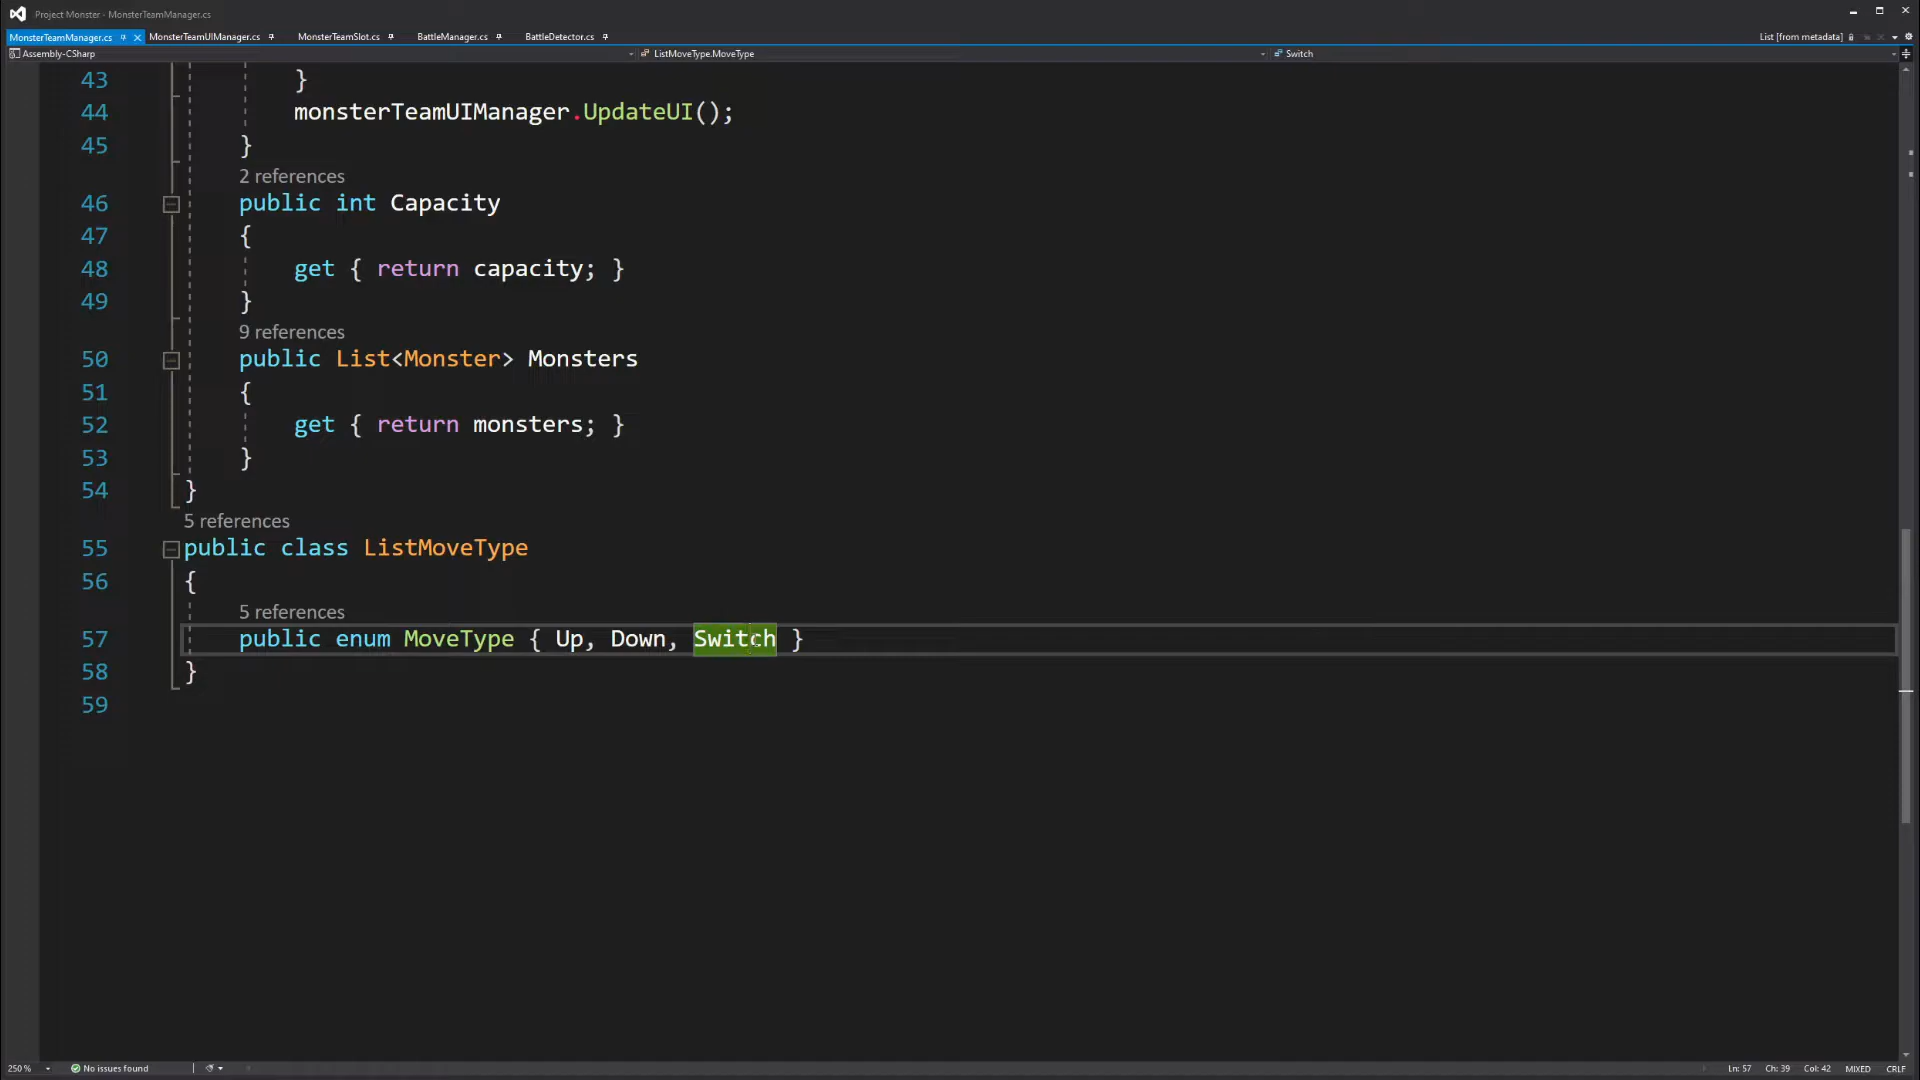 Project Monster - MonsterTeamManager.cs
MonsterTeamManager.cs MonsterTeamUIManager.cs MonsterTeamSlot.cs BattleManager.cs BattleDetector.cs List [from metadata]
Assembly-CSharp ListMoveType.MoveType Switch
43 }
44 monsterTeamUIManager.UpdateUI();
45 }
2 references
46 public int Capacity
47 {
48 get { return capacity; }
49 }
9 references
50 public List<Monster> Monsters
51 {
52 get { return monsters; }
53 }
54 }
5 references
55 public class ListMoveType
56 {
5 references
57 public enum MoveType { Up, Down, Switch }
58 }
59
250 % No issues found Ln: 57 Ch: 39 Col: 42 MIXED CRLF